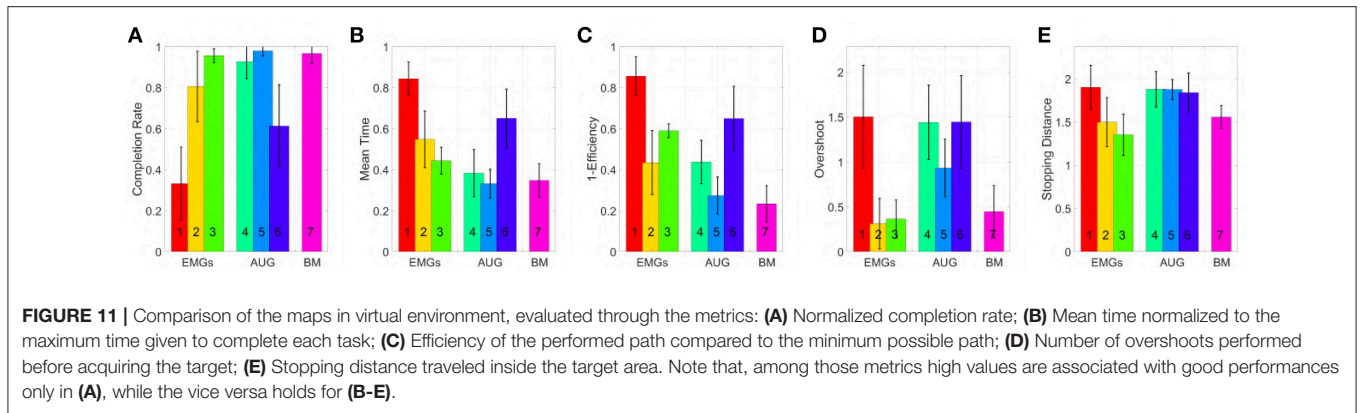 A
Completion Rate
1
0.8
0.6
0.4
0.2
0
1 2 3 4 5 6 7
EMGs AUG BM
B
Mean Time
1
0.8
0.6
0.4
0.2
0
1 2 3 4 5 6 7
EMGs AUG BM
C
1-Efficiency
1
0.8
0.6
0.4
0.2
0
1 2 3 4 5 6 7
EMGs AUG BM
D
Overshoot
2
1.5
1
0.5
0
1 2 3 4 5 6 7
EMGs AUG BM
E
Stopping Distance
2
1.5
1
0.5
0
1 2 3 4 5 6 7
EMGs AUG BM
FIGURE 11 | Comparison of the maps in virtual environment, evaluated through the metrics: (A) Normalized completion rate; (B) Mean time normalized to the
maximum time given to complete each task; (C) Efficiency of the performed path compared to the minimum possible path; (D) Number of overshoots performed
before acquiring the target; (E) Stopping distance traveled inside the target area. Note that, among those metrics high values are associated with good performances
only in (A), while the vice versa holds for (B-E).